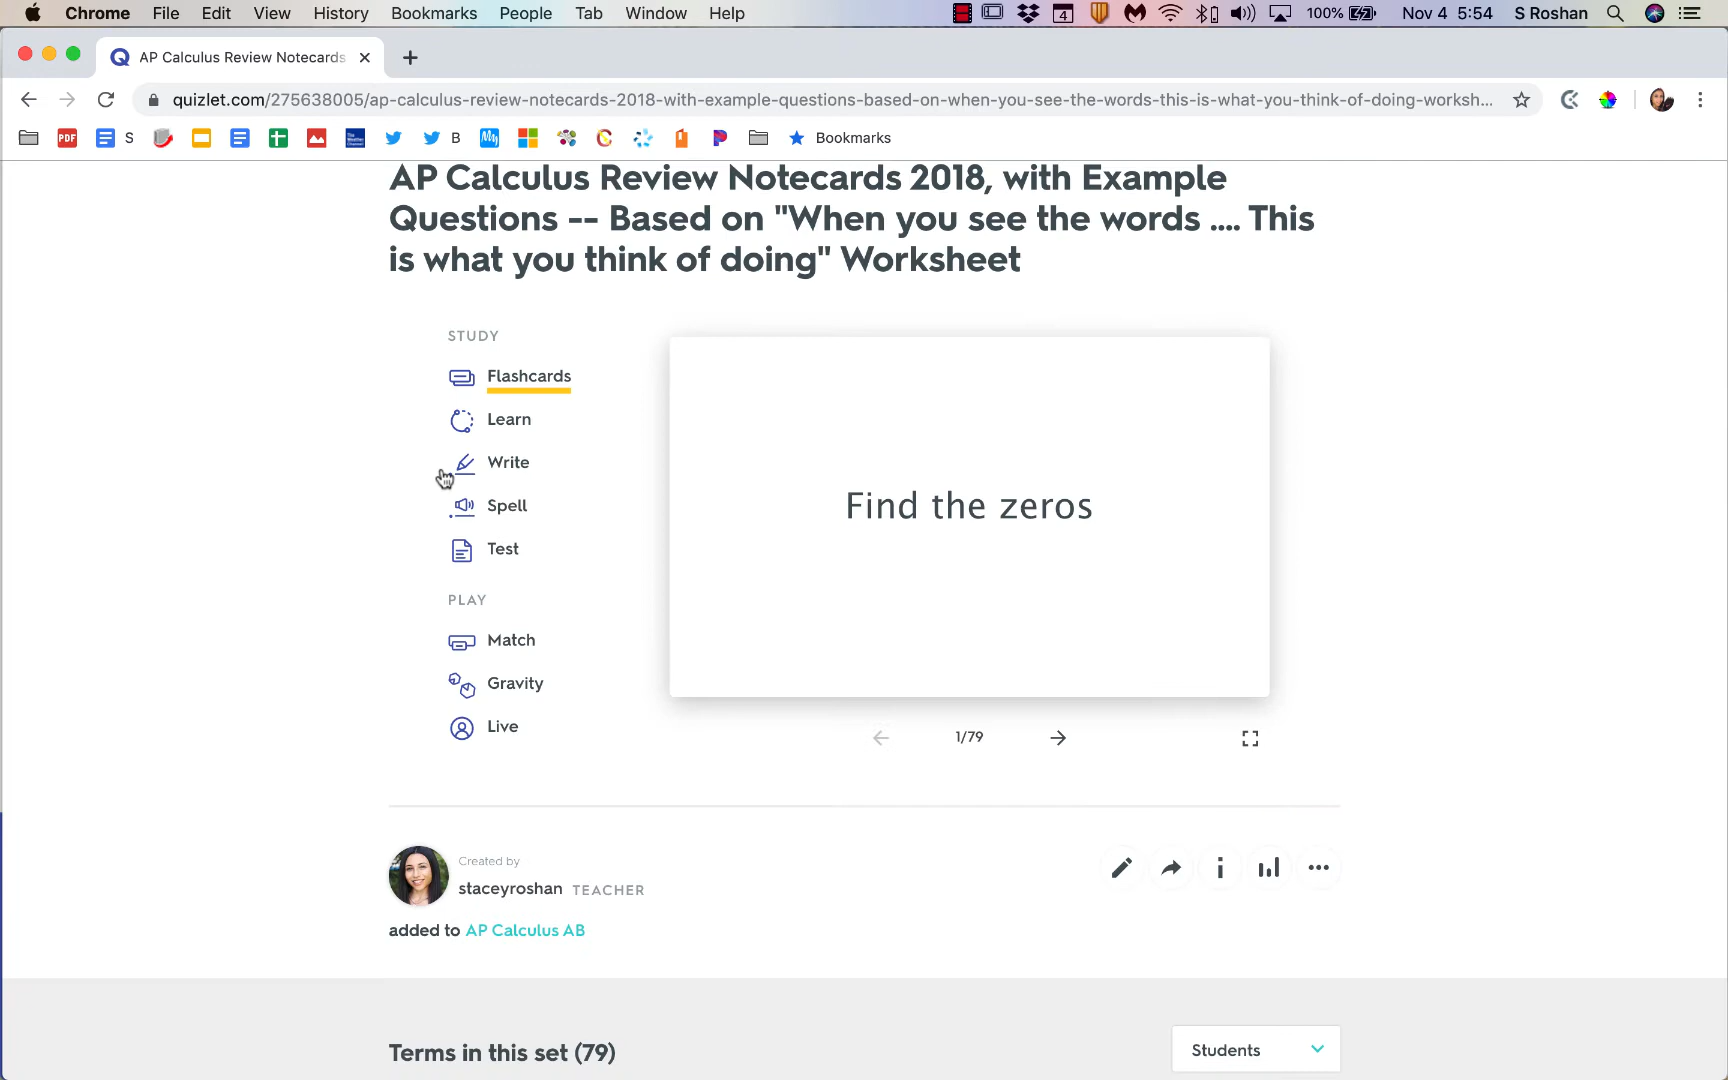 Chrome File Edit View History Bookmarks People Tab Window Help 4 100% Nov 4 5:54 S Roshan
AP Calculus Review Notecards
quizlet.com/275638005/ap-calculus-review-notecards-2018-with-example-questions-based-on-when-you-see-the-words-this-is-what-you-think-of-doing-worksh...
PDF S B My Bookmarks
AP Calculus Review Notecards 2018, with Example
Questions -- Based on "When you see the words .... This
is what you think of doing" Worksheet
STUDY
Flashcards
Learn
Write
Spell
Test
PLAY
Match
Gravity
Live
Find the zeros
1/79
Created by
staceyroshan TEACHER
added to AP Calculus AB
Terms in this set (79)
Students